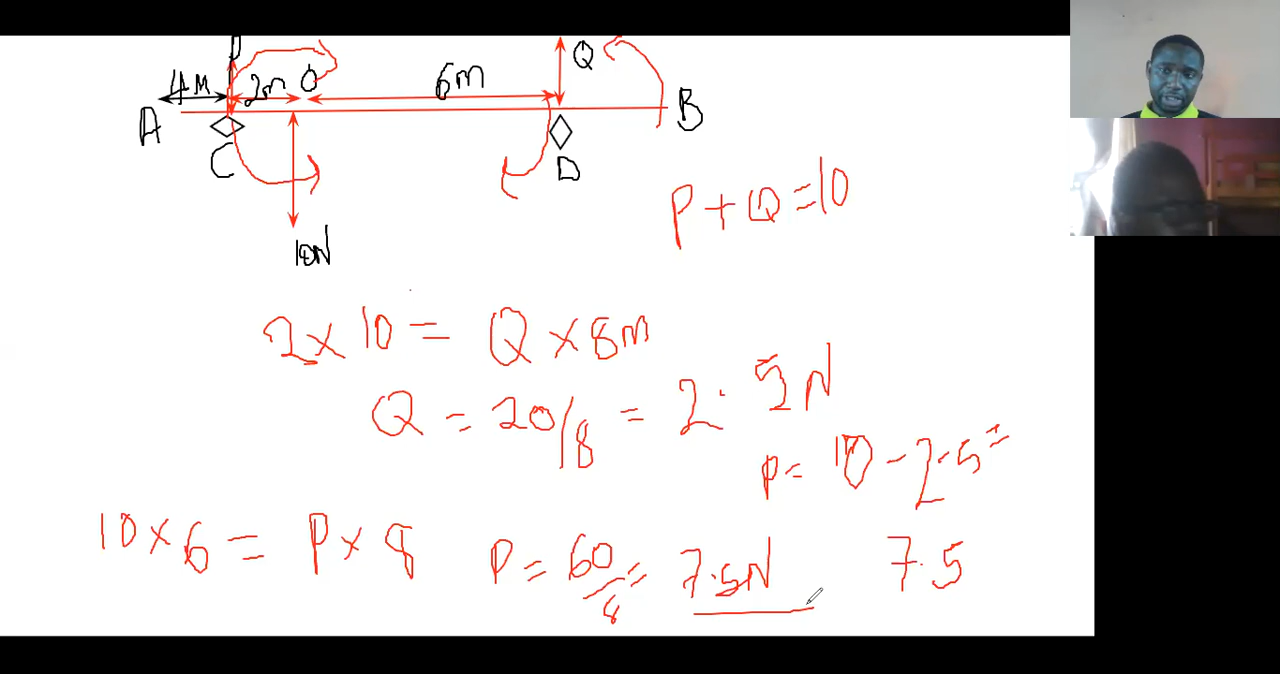 P Q
4M 2m O 6m
A B
C D
10N
P + Q = 10
2 x 10 = Q x 8m
Q = 20/8 = 2.5N
P = 10 - 2.5 =
7.5
10 x 6 = P x 8
P = 60/8 = 7.5N